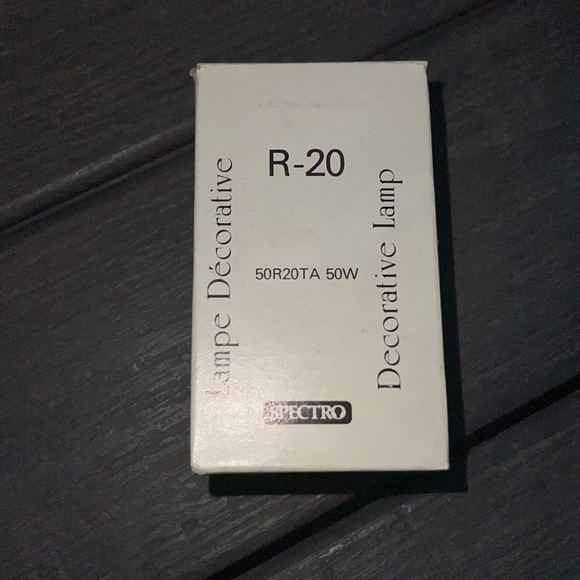 R-20
Lampe Décorative
Decorative Lamp
50R20TA 50W
SPECTRO